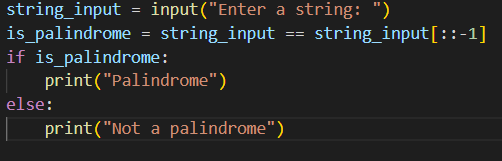 string_input = input("Enter a string: ")
is_palindrome = string_input == string_input[::-1]
if is_palindrome:
    print("Palindrome")
else:
    print("Not a palindrome")